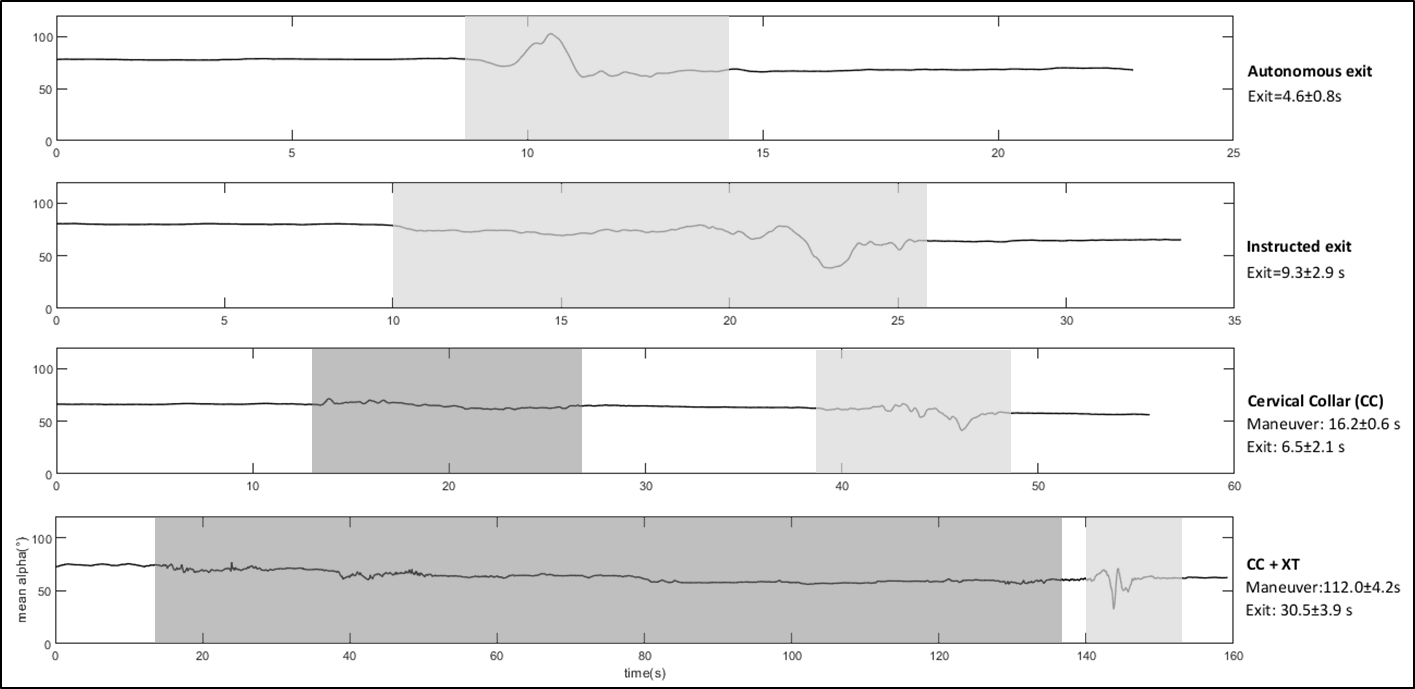 100
50
0
0 5 10 15 20 25
Autonomous exit
Exit=4.6±0.8s
100
50
0
0 5 10 15 20 25 30 35
Instructed exit
Exit=9.3±2.9 s
100
50
0
0 10 20 30 40 50 60
Cervical Collar (CC)
Maneuver: 16.2±0.6 s
Exit: 6.5±2.1 s
mean alpha(°)
100
50
0
0 20 40 60 80 100 120 140 160
time(s)
CC + XT
Maneuver:112.0±4.2s
Exit: 30.5±3.9 s